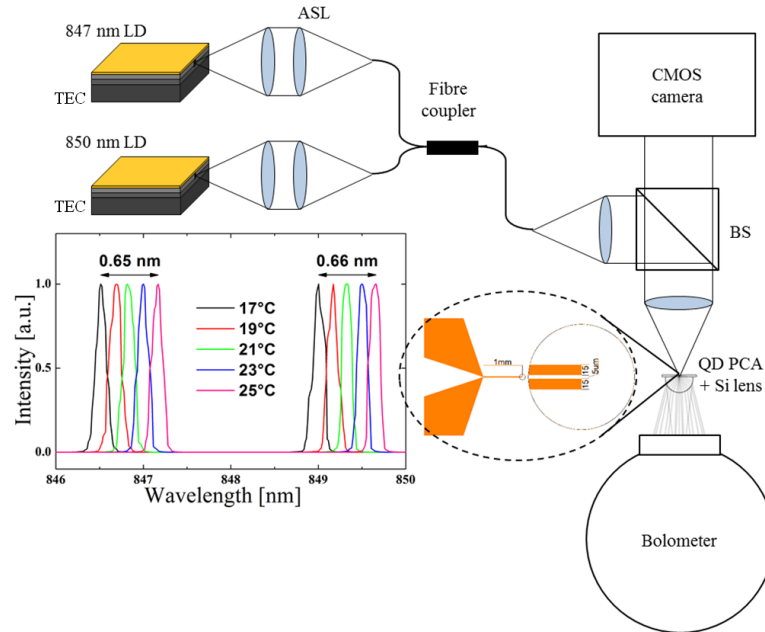 ASL
847 nm LD
TEC
850 nm LD
TEC
Fibre
coupler
CMOS
camera
BS
QD PCA
+ Si lens
Bolometer
0.65 nm
0.66 nm
17°C
19°C
21°C
23°C
25°C
Intensity [a.u.]
1.0
0.5
0.0
846
847
848
849
850
Wavelength [nm]
1mm
15
15
5um